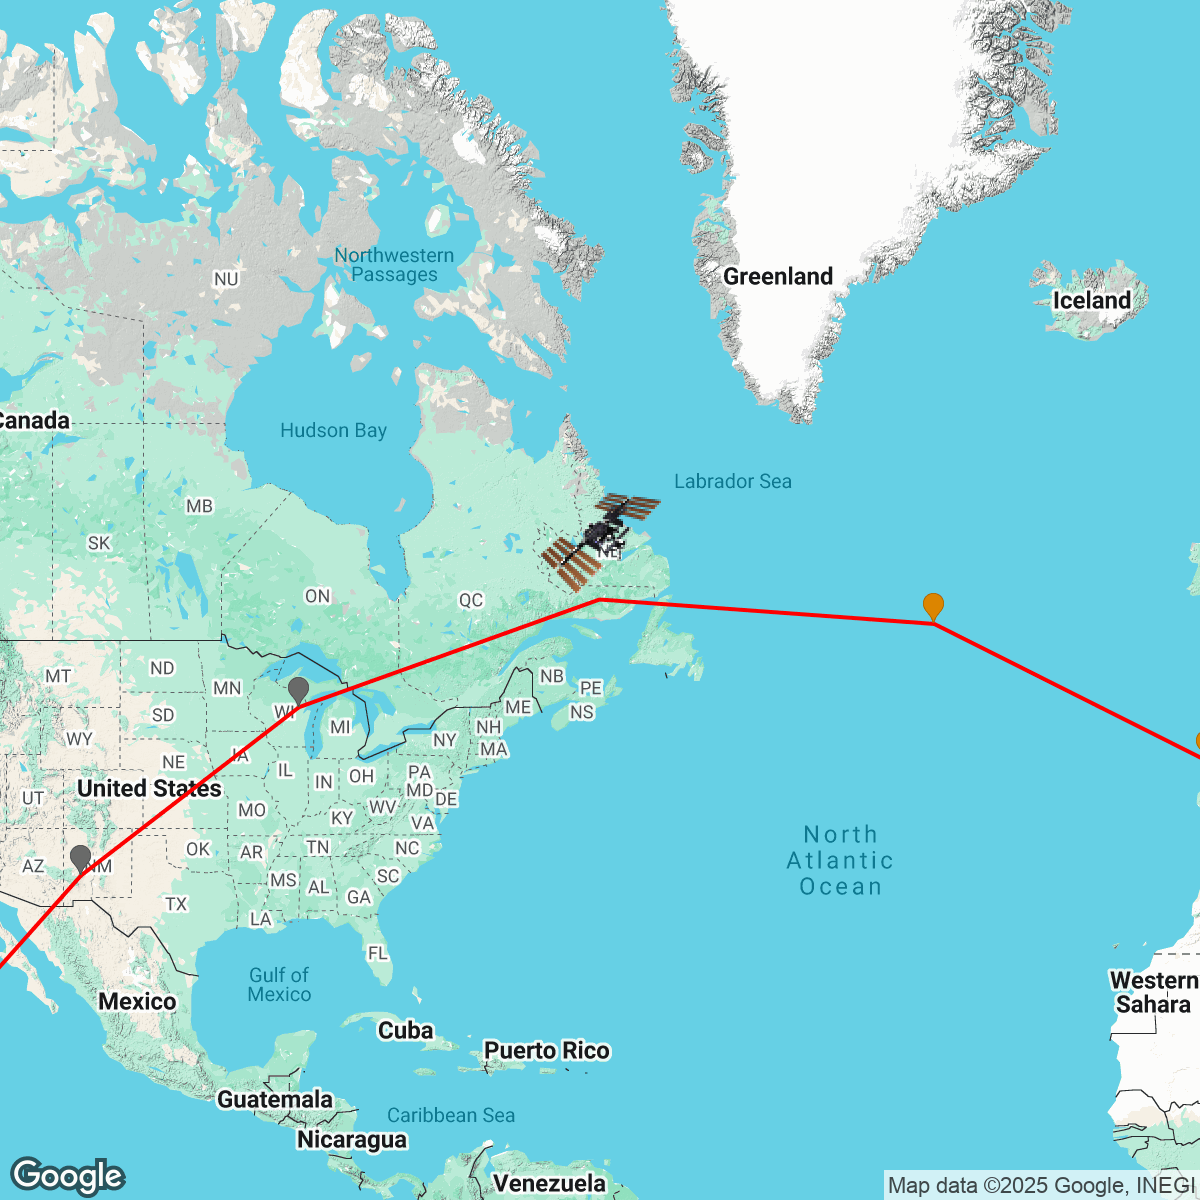 NU
Northwestern
Passages
Greenland
Iceland
Canada
Hudson Bay
Labrador Sea
MB
SK
NL
ON
QC
MT
ND
MN
NB
PE
SD
WI
MI
ME
NS
WY
NH
NY
MA
NE
IA
IL
IN
OH
PA
UT
United States
MD
DE
MO
KY
WV
VA
North
Atlantic
Ocean
AZ
NM
OK
AR
TN
NC
MS
AL
SC
TX
GA
LA
FL
Gulf of
Mexico
Mexico
Western
Sahara
Cuba
Puerto Rico
Guatemala
Caribbean Sea
Nicaragua
Venezuela
Google
Map data ©2025 Google, INEGI